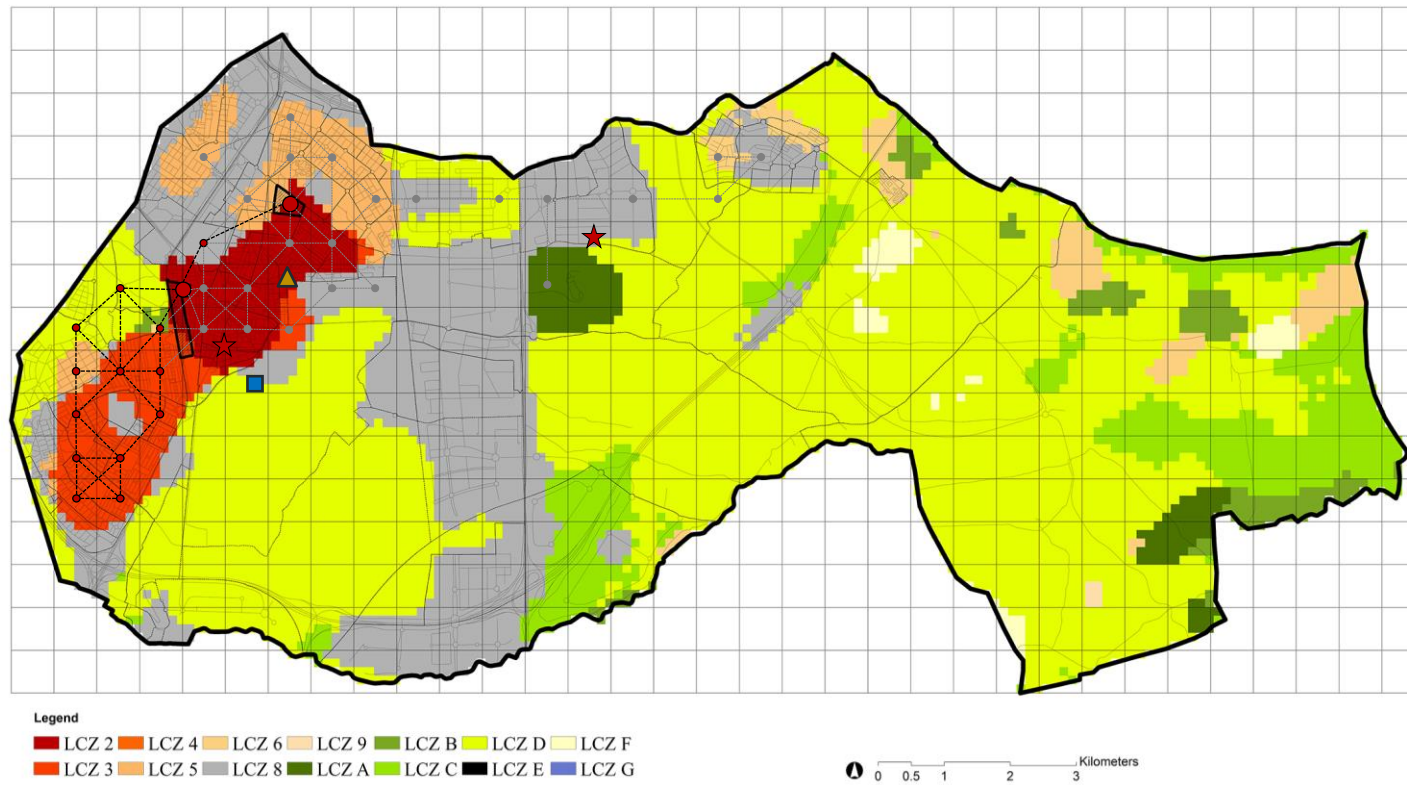 Legend
LCZ 2 LCZ 4 LCZ 6 LCZ 9 LCZ B LCZ D LCZ F
LCZ 3 LCZ 5 LCZ 8 LCZ A LCZ C LCZ E LCZ G
Kilometers
0 0.5 1 2 3